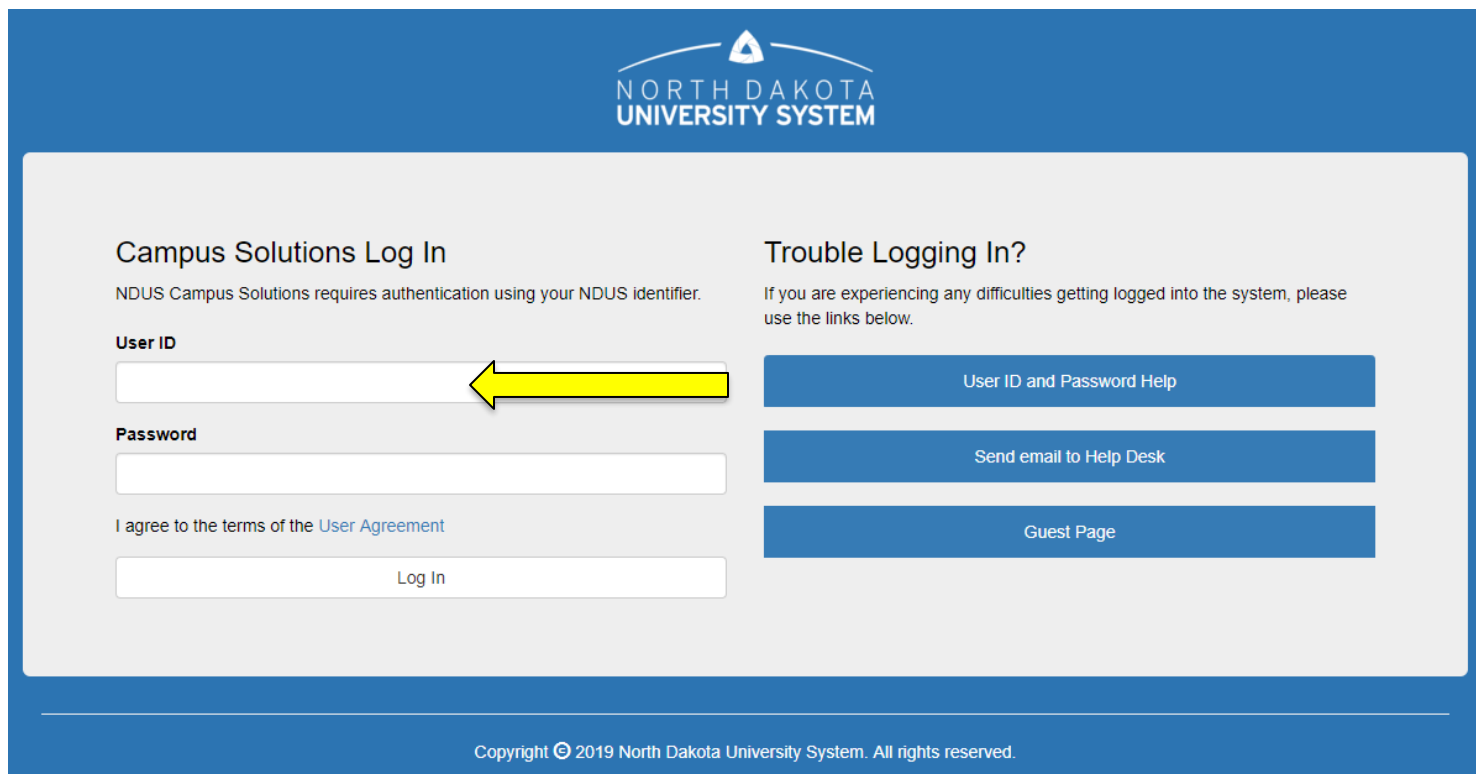 NORTH DAKOTA
UNIVERSITY SYSTEM
Campus Solutions Log In
NDUS Campus Solutions requires authentication using your NDUS identifier.
User ID
Password
I agree to the terms of the User Agreement
Log In
Trouble Logging In?
If you are experiencing any difficulties getting logged into the system, please
use the links below.
User ID and Password Help
Send email to Help Desk
Guest Page
Copyright © 2019 North Dakota University System. All rights reserved.